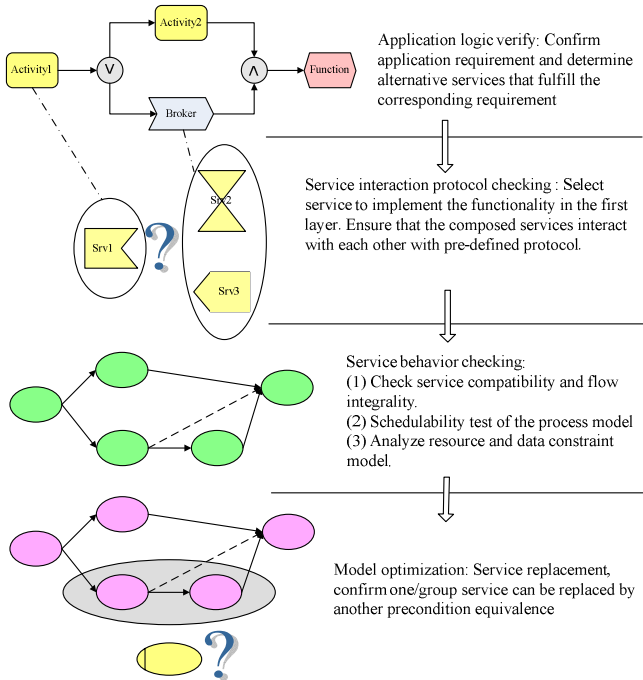 Activity2
Activity1
V
Λ
Function
Broker
Application logic verify: Confirm
application requirement and determine
alternative services that fulfill the
corresponding requirement
Srv2
Srv1
?
Srv3
Service interaction protocol checking : Select
service to implement the functionality in the first
layer. Ensure that the composed services interact
with each other with pre-defined protocol.
Service behavior checking:
(1) Check service compatibility and flow
integrality.
(2) Schedulability test of the process model
(3) Analyze resource and data constraint
model.
Model optimization: Service replacement,
confirm one/group service can be replaced by
another precondition equivalence
?